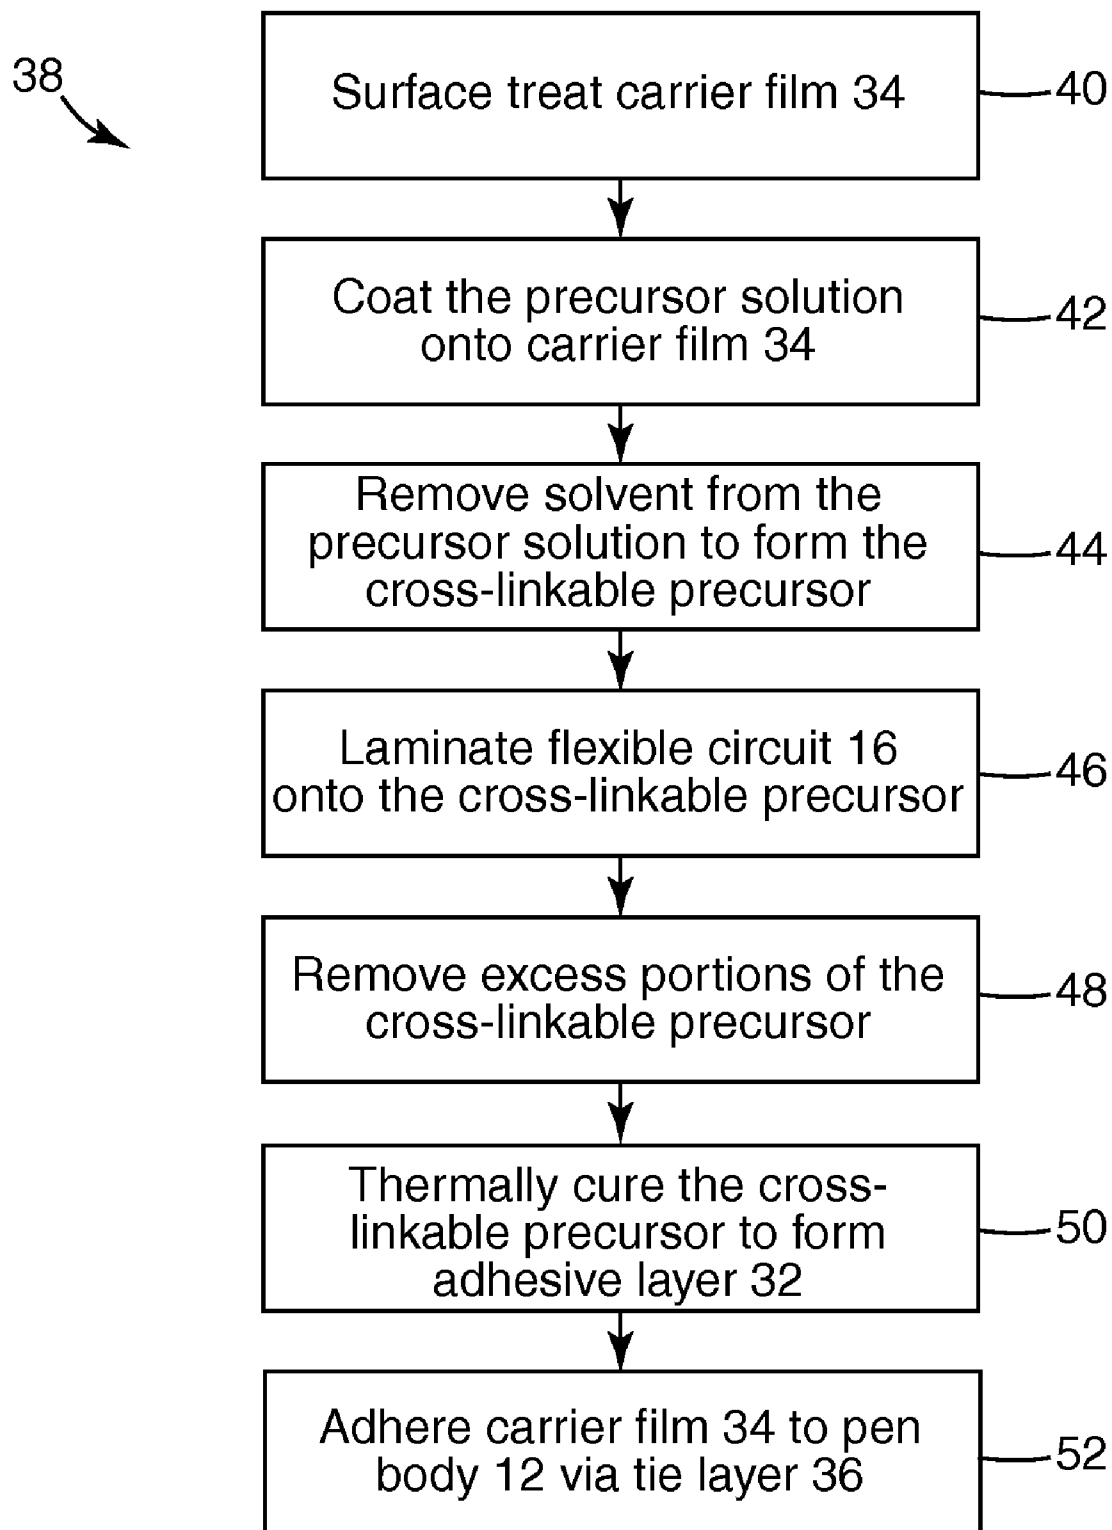 38
Surface treat carrier film 34
40
Coat the precursor solution
onto carrier film 34
42
Remove solvent from the
precursor solution to form the
cross-linkable precursor
44
Laminate flexible circuit 16
onto the cross-linkable precursor
46
Remove excess portions of the
cross-linkable precursor
48
Thermally cure the cross-
linkable precursor to form
adhesive layer 32
50
Adhere carrier film 34 to pen
body 12 via tie layer 36
52